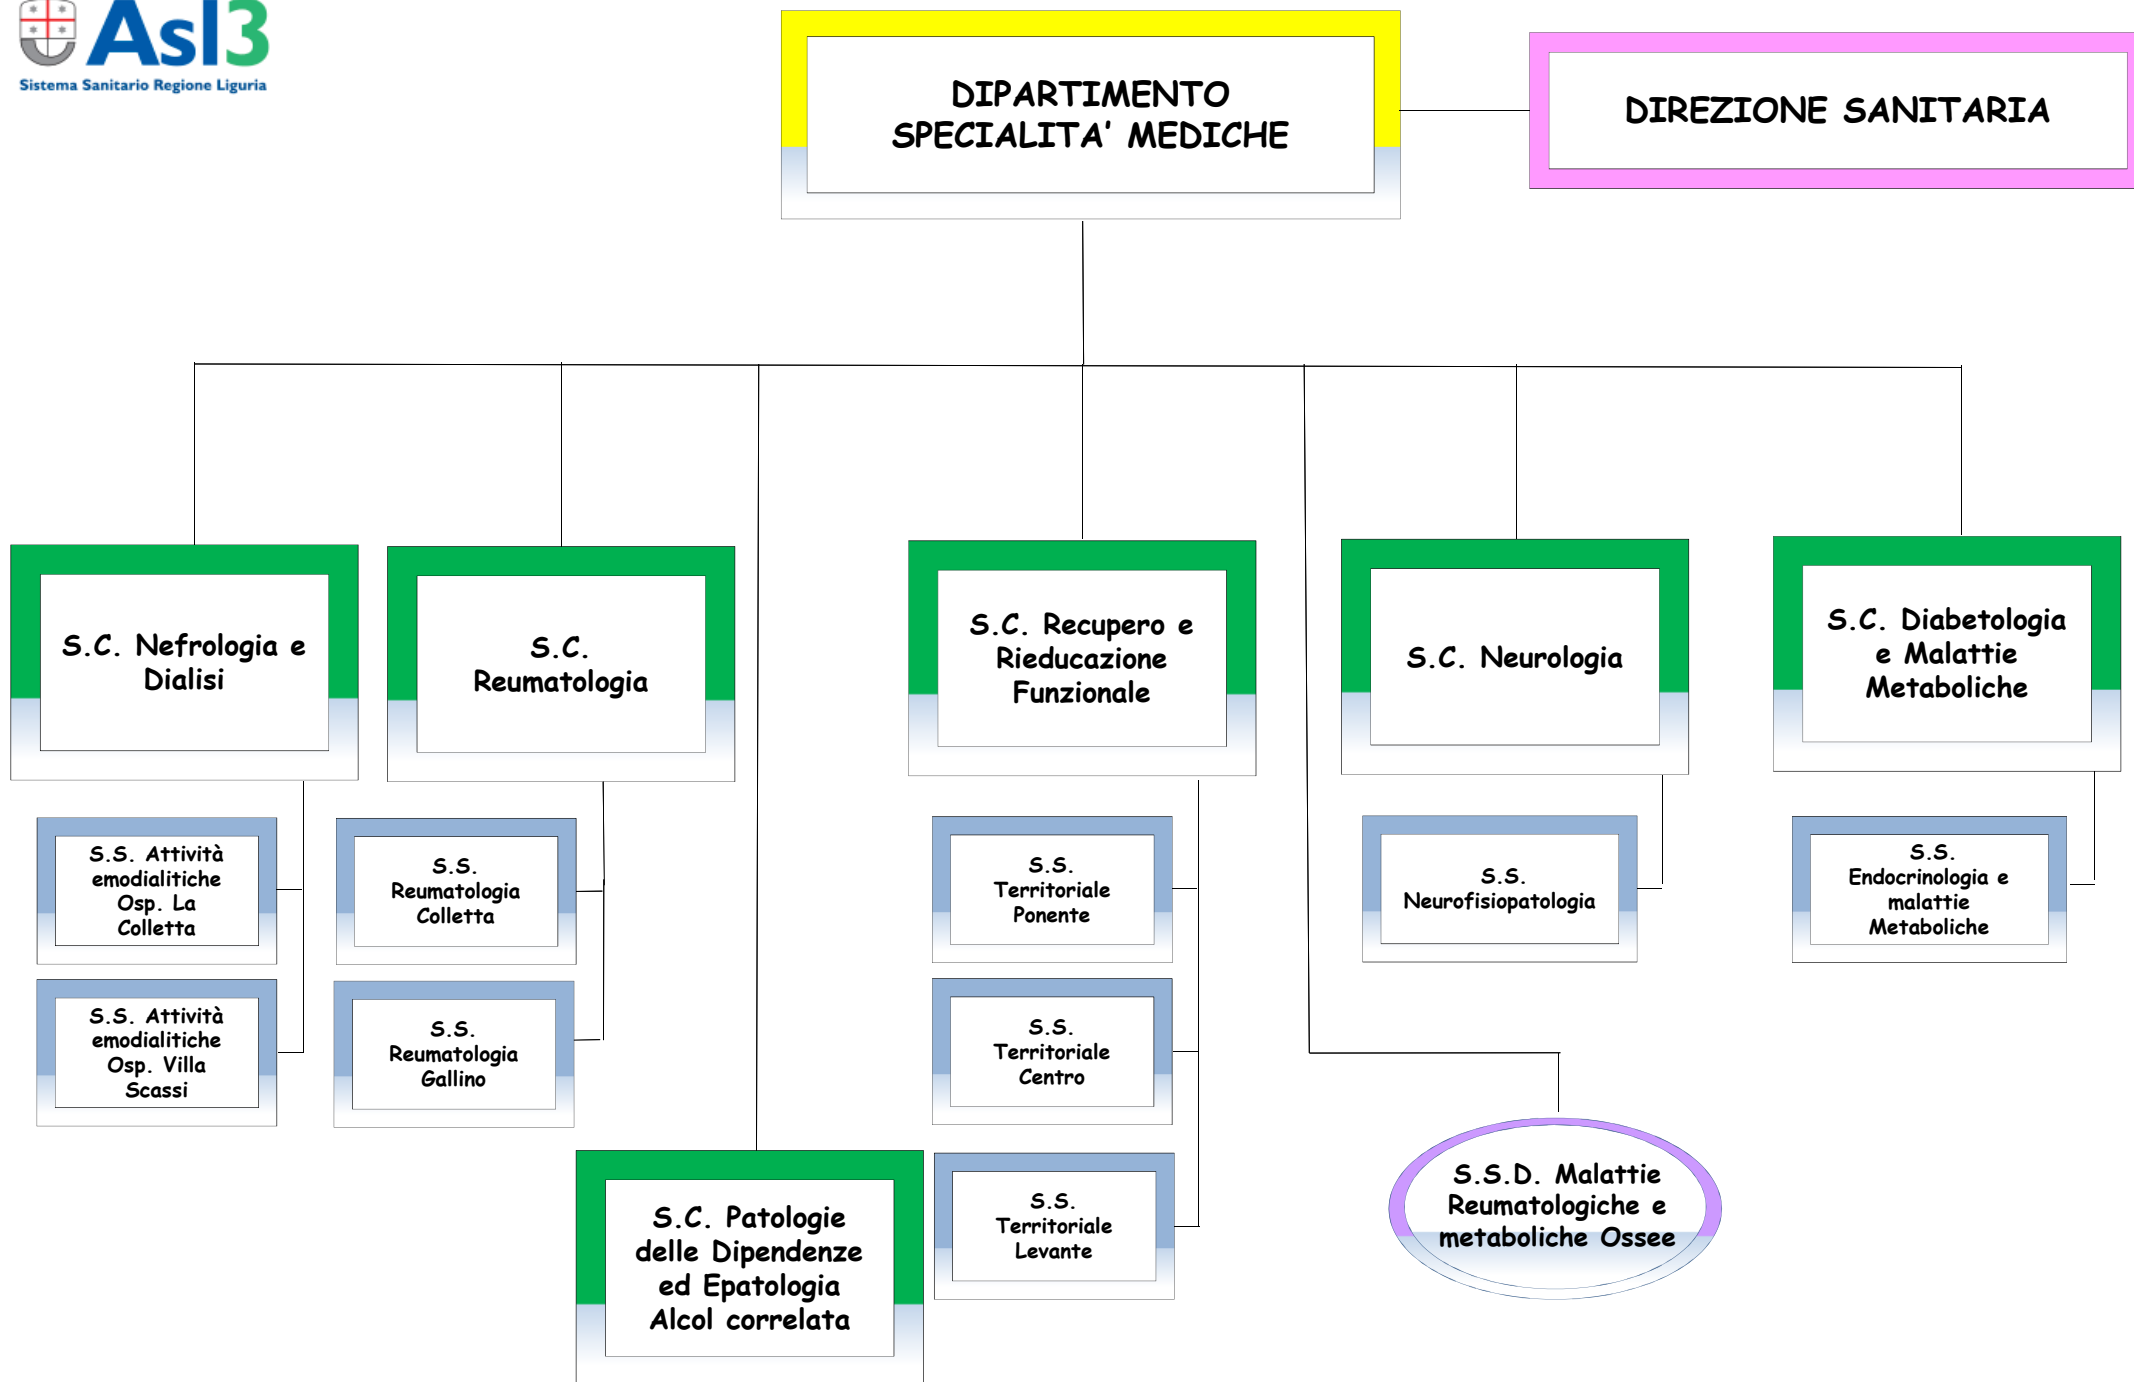 Asl3
Sistema Sanitario Regione Liguria
DIPARTIMENTO
SPECIALITA' MEDICHE
DIREZIONE SANITARIA
S.C. Nefrologia e
Dialisi
S.C.
Reumatologia
S.C. Recupero e
Rieducazione
Funzionale
S.C. Neurologia
S.C. Diabetologia
e Malattie
Metaboliche
S.S. Attività
emodialitiche
Osp. La
Colletta
S.S.
Reumatologia
Colletta
S.S.
Territoriale
Ponente
S.S.
Neurofisiopatologia
S.S.
Endocrinologia e
malattie
Metaboliche
S.S. Attività
emodialitiche
Osp. Villa
Scassi
S.S.
Reumatologia
Gallino
S.S.
Territoriale
Centro
S.C. Patologie
delle Dipendenze
ed Epatologia
Alcol correlata
S.S.
Territoriale
Levante
S.S.D. Malattie
Reumatologiche e
metaboliche Ossee